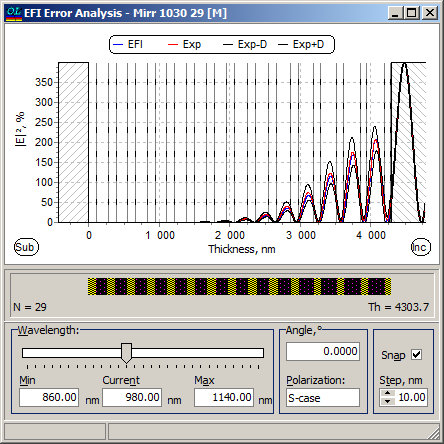 OL EFI Error Analysis - Mirr 1030 29 [M]
EFI Exp Exp-D Exp+D
|E|², %
350
300
250
200
150
100
50
0
0 1 000 2 000 3 000 4 000
Sub Thickness, nm Inc
N = 29 Th = 4303.7
Wavelength:
Min Current Max
860.00 nm 980.00 nm 1140.00 nm
Angle,°
0.0000
Polarization:
S-case
Snap
Step, nm
10.00